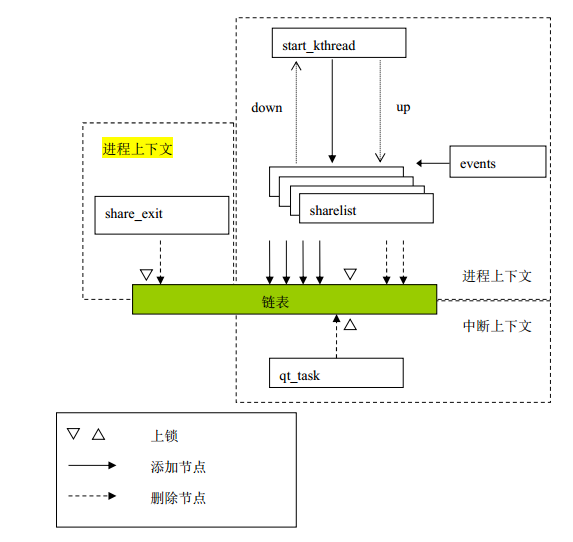 start_kthread
down
up
进程上下文
events
share_exit
sharelist
进程上下文
链表
中断上下文
qt_task
上锁
添加节点
删除节点